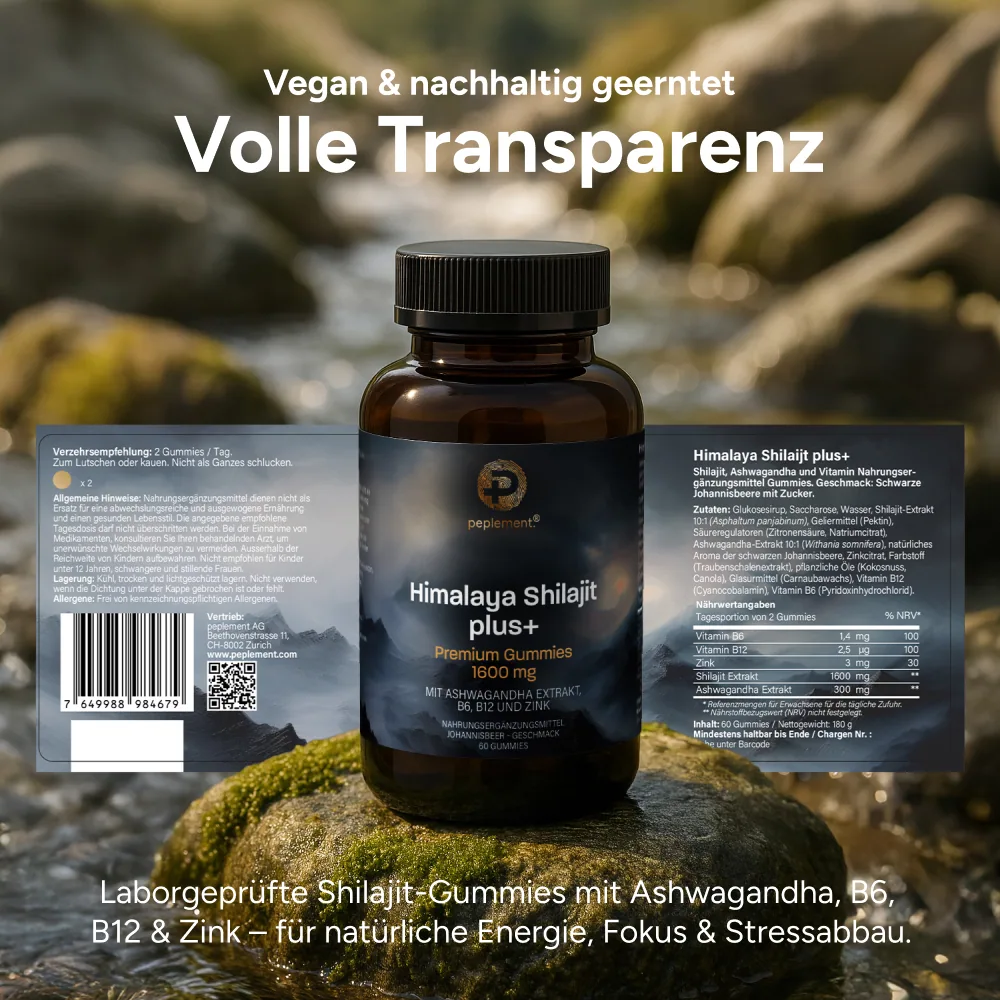 Vegan & nachhaltig geerntet
Volle Transparenz
Verzehrsempfehlung: 2 Gummies / Tag.
Zum Lutschen oder kauen. Nicht als Ganzes schlucken.
x 2
Allgemeine Hinweise: Nahrungsergänzungsmittel dienen nicht als
Ersatz für eine abwechslungsreiche und ausgewogene Ernährung
und einen gesunden Lebensstil. Die angegebene empfohlene
Tagesdosis darf nicht überschritten werden. Bei der Einnahme von
Medikamenten, konsultieren Sie Ihren behandelnden Arzt, um
unerwünschte Wechselwirkungen zu vermeiden. Ausserhalb der
Reichweite von Kindern aufbewahren. Nicht empfohlen für Kinder
unter 12 Jahren, schwangere und stillende Frauen.
Lagerung: Kühl, trocken und lichtgeschützt lagern. Nicht verwenden,
wenn die Dichtung unter der Kappe gebrochen ist oder fehlt.
Allergene: Frei von kennzeichnungspflichtigen Allergenen.
7 649988 984679
Vertrieb:
peplement AG
Beethovenstrasse 11,
CH-8002 Zürich
www.peplement.com
peplement®
Himalaya Shilajit
plus+
Premium Gummies
1600 mg
MIT ASHWAGANDHA EXTRAKT,
B6, B12 UND ZINK
NAHRUNGSERGÄNZUNGSMITTEL
JOHANNISBEER - GESCHMACK
60 GUMMIES
Himalaya Shilaijt plus+
Shilajit, Ashwagandha und Vitamin Nahrungser-
gänzungsmittel Gummies. Geschmack: Schwarze
Johannisbeere mit Zucker.
Zutaten: Glukosesirup, Saccharose, Wasser, Shilajit-Extrakt
10:1 (Asphaltum panjabinum), Geliermittel (Pektin),
Säureregulatoren (Zitronensäure, Natriumcitrat),
Ashwagandha-Extrakt 10:1 (Withania somnifera), natürliches
Aroma der schwarzen Johannisbeere, Zinkcitrat, Farbstoff
(Traubenschalenextrakt), pflanzliche Öle (Kokosnuss,
Canola), Glasurmittel (Carnaubawachs), Vitamin B12
(Cyanocobalamin), Vitamin B6 (Pyridoxinhydrochlorid).
Nährwertangaben
Tagesportion von 2 Gummies % NRV*
Vitamin B6 1,4 mg 100
Vitamin B12 2,5 µg 100
Zink 3 mg 30
Shilajit Extrakt 1600 mg **
Ashwagandha Extrakt 300 mg **
* Referenzmengen für Erwachsene für die tägliche Zufuhr.
** Nährstoffbezugswert (NRV) nicht festgelegt.
Inhalt: 60 Gummies / Nettogewicht: 180 g
Mindestens haltbar bis Ende / Chargen Nr. :
unter Barcode
Laborgeprüfte Shilajit-Gummies mit Ashwagandha, B6,
B12 & Zink – für natürliche Energie, Fokus & Stressabbau.